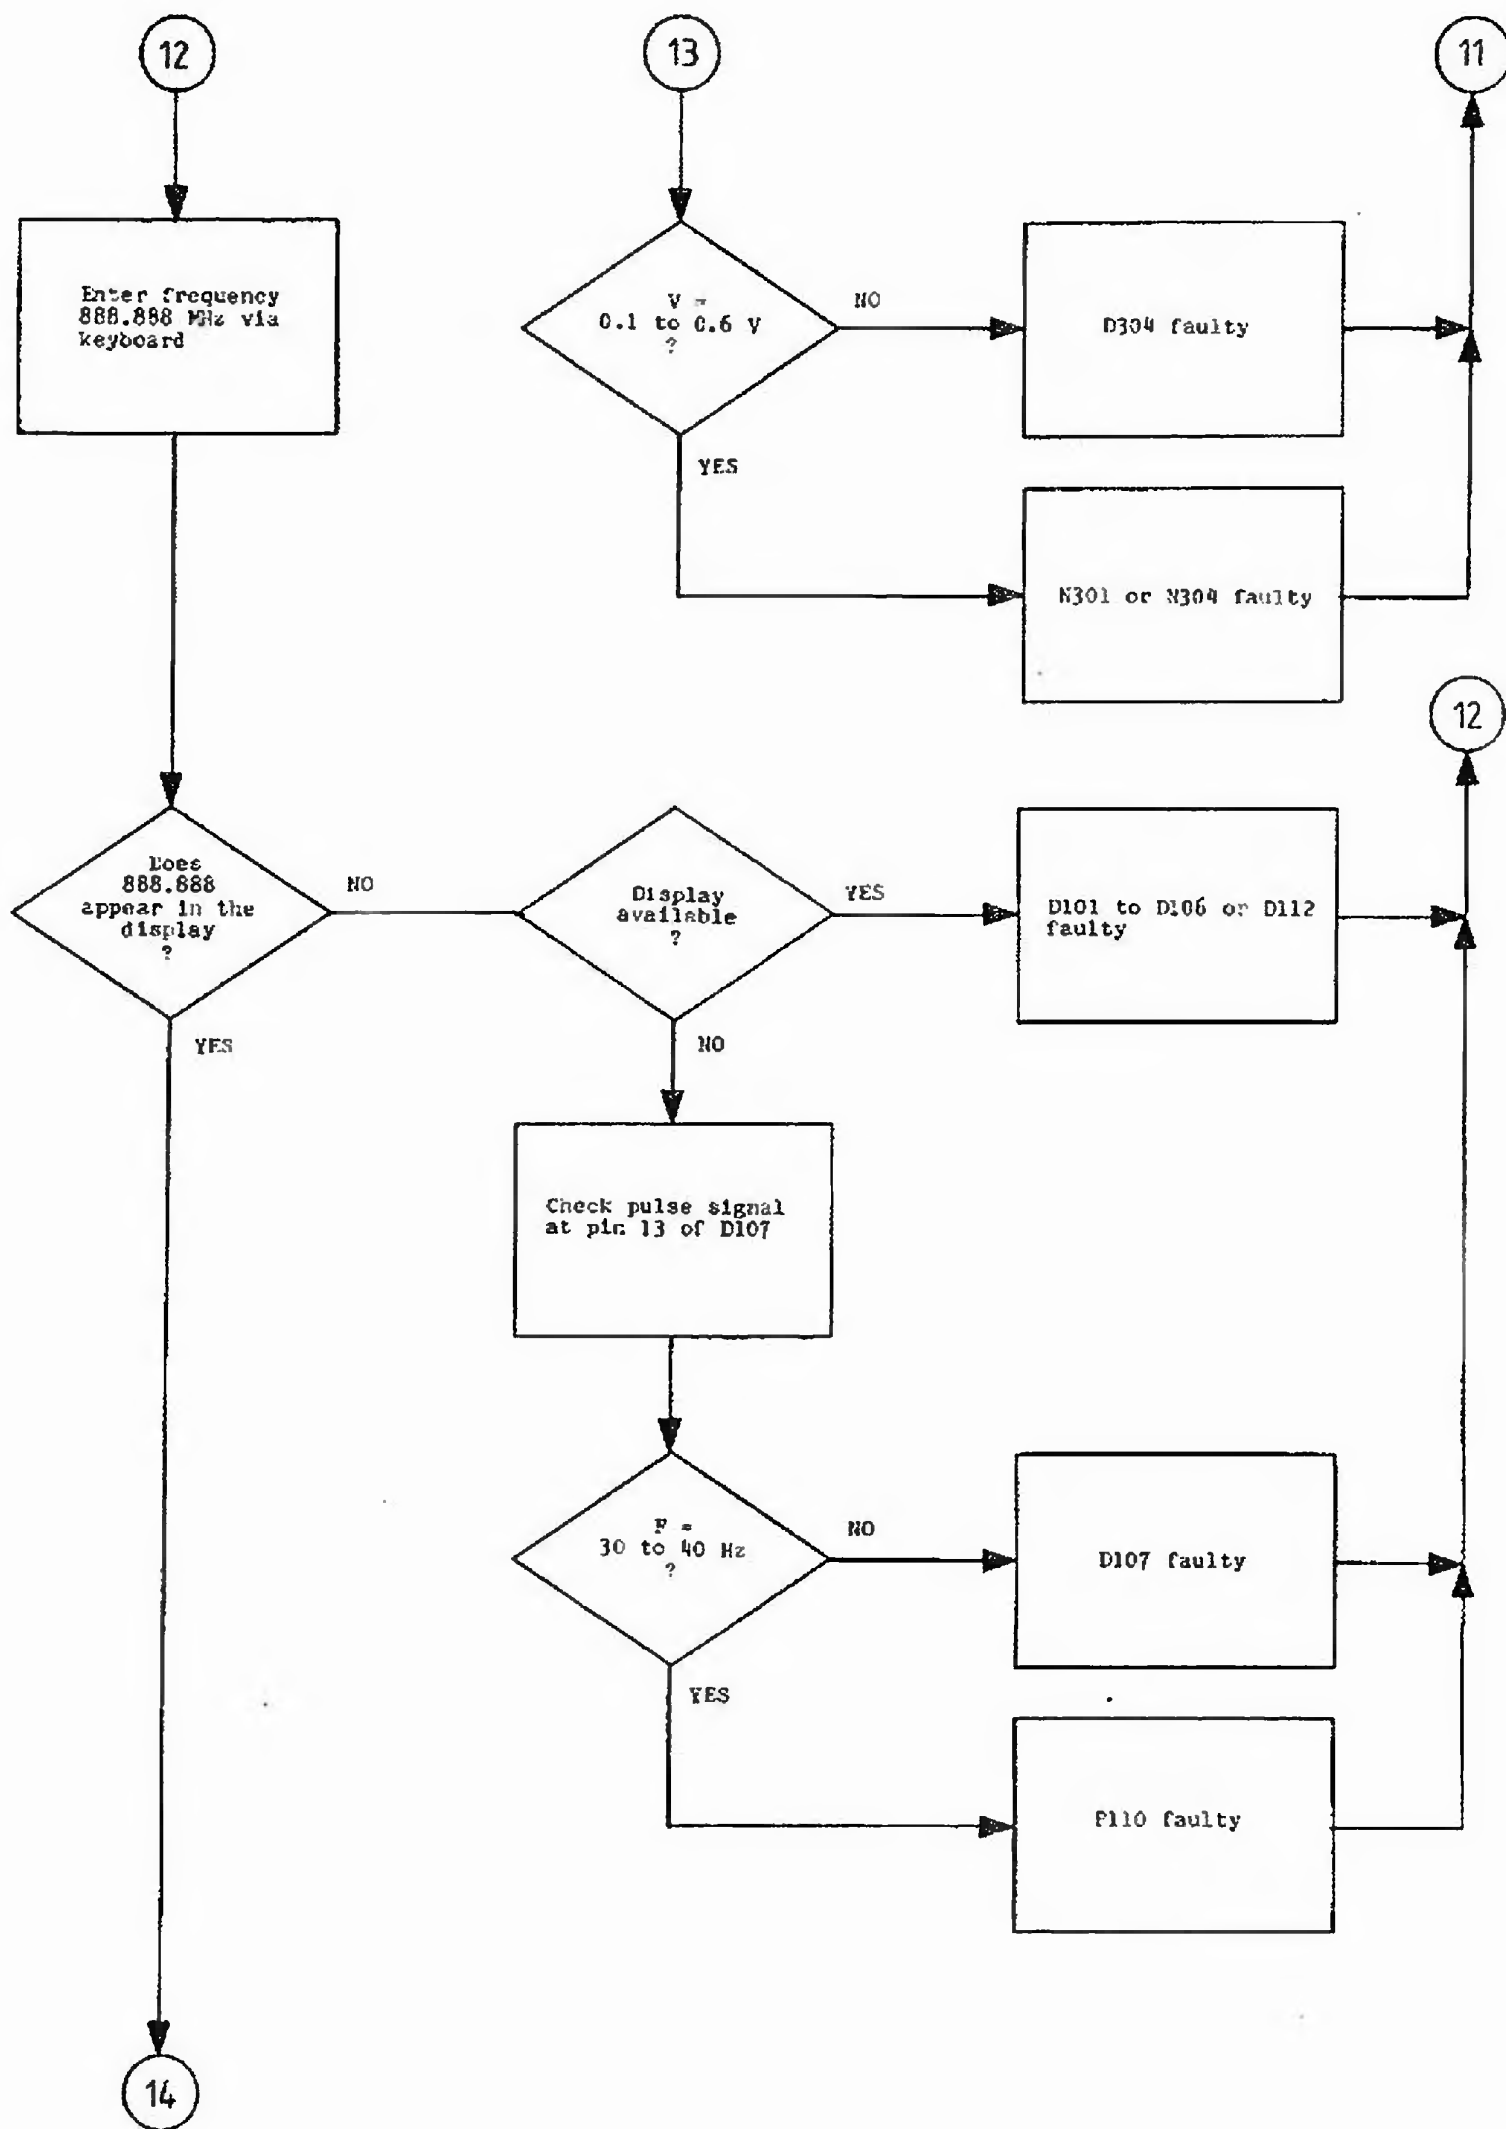 12
13
11
Enter frequency
888.888 MHz via
keyboard
V =
0.1 to 0.6 V
?
NO
D304 faulty
YES
N301 or N304 faulty
12
Does
888.888
appear in the
display
?
NO
Display
available
?
YES
D101 to D106 or D112
faulty
YES
NO
Check pulse signal
at pin 13 of D107
F =
30 to 40 Hz
?
NO
D107 faulty
YES
faulty
14